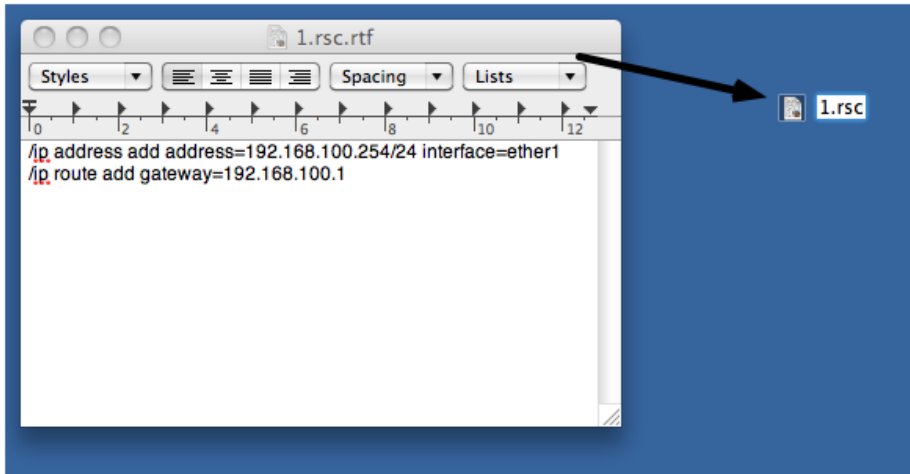 1.rsc.rtf
Styles
Spacing
Lists
0 2 4 6 8 10 12
/ip address add address=192.168.100.254/24 interface=ether1
/ip route add gateway=192.168.100.1
1.rsc